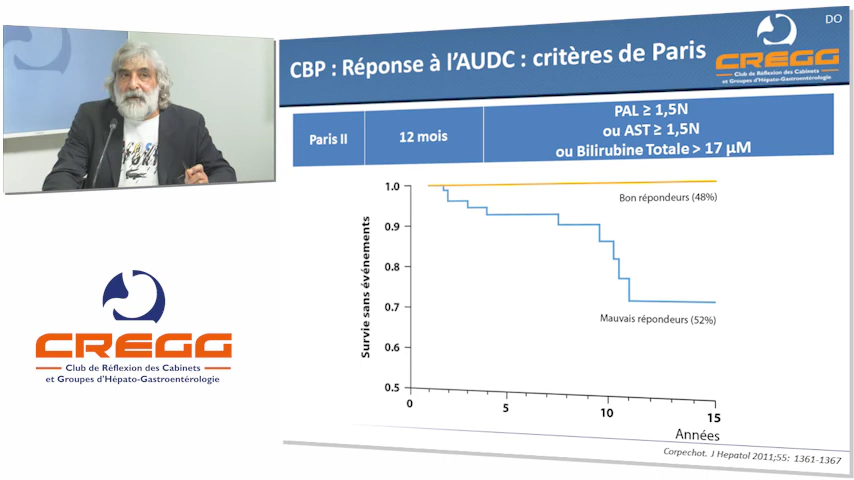 DO
CREGG
Club de Réflexion des Cabinets
et Groupes d'Hépato-Gastroentérologie
CBP : Réponse à l'AUDC : critères de Paris
Paris II
12 mois
PAL ≥ 1,5N
ou AST ≥ 1,5N
ou Bilirubine Totale > 17 µM
1.0
0.9
0.8
0.7
0.6
0.5
Survie sans événements
Bon répondeurs (48%)
Mauvais répondeurs (52%)
0
5
10
15
Années
Corpechot. J Hepatol 2011;55: 1361-1367
CREGG
Club de Réflexion des Cabinets
et Groupes d'Hépato-Gastroentérologie